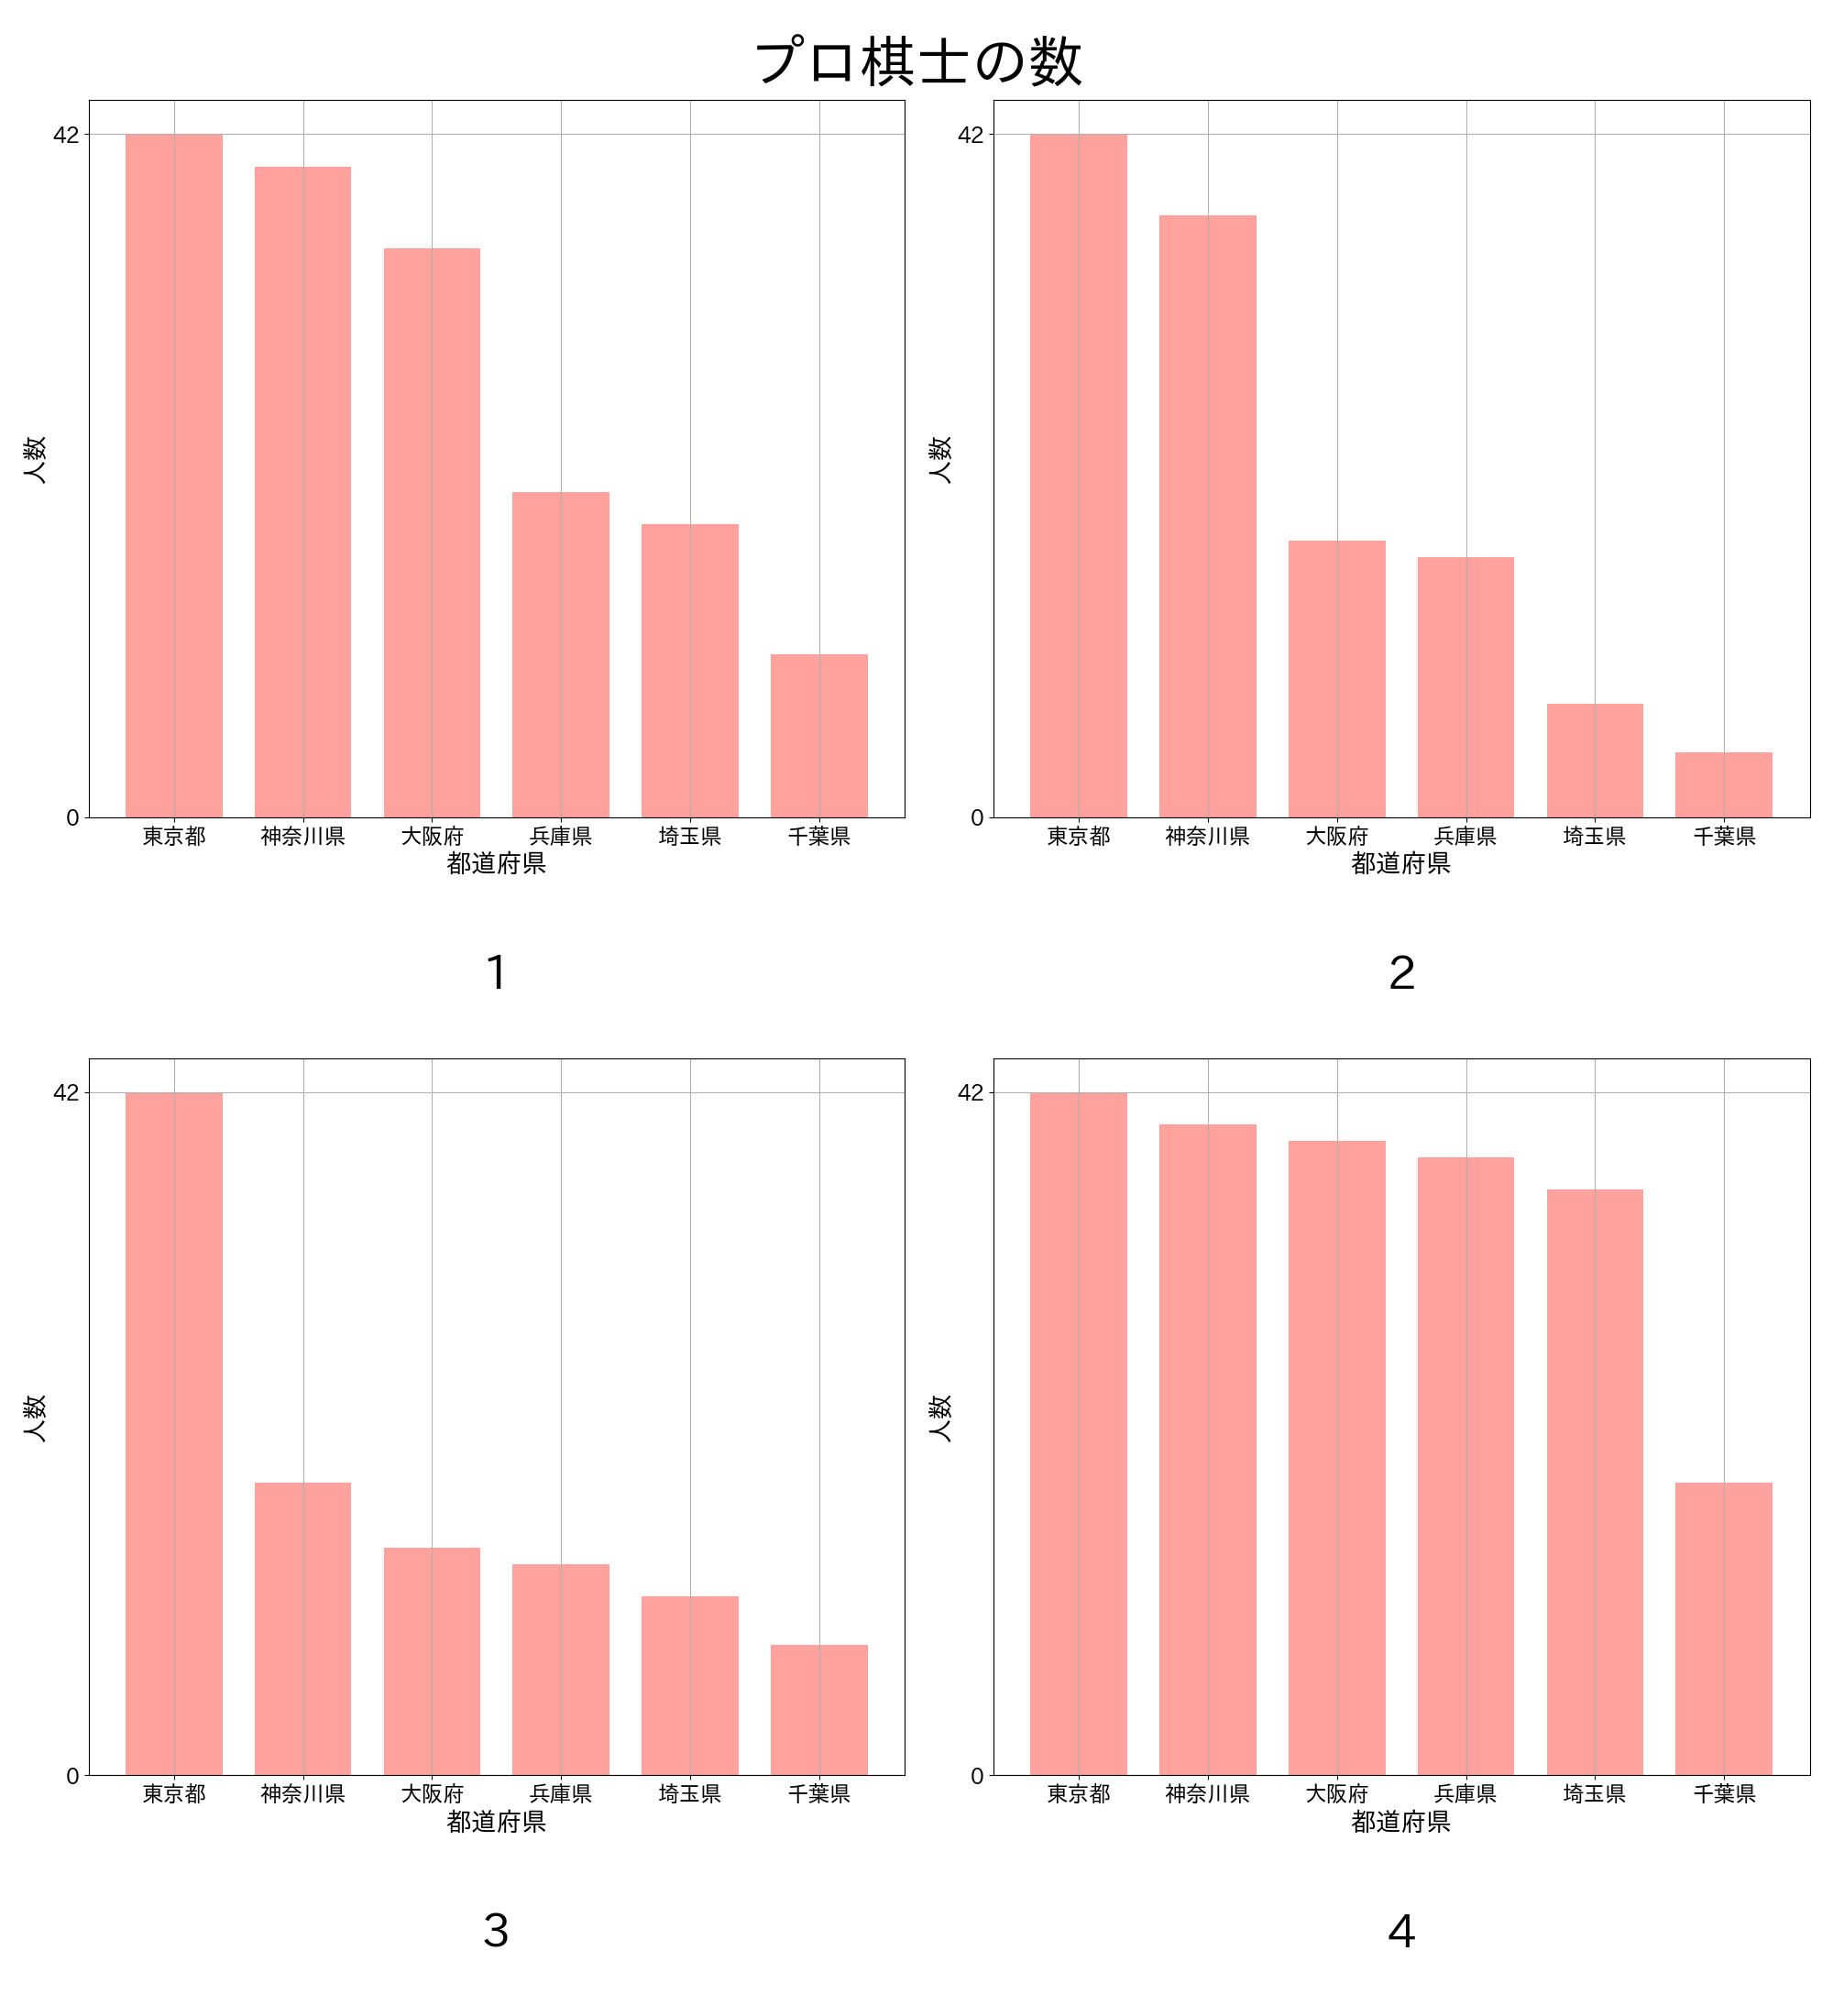 プロ棋士の数
42
0
人数
東京都 神奈川県 大阪府 兵庫県 埼玉県 千葉県
都道府県
1
42
0
人数
東京都 神奈川県 大阪府 兵庫県 埼玉県 千葉県
都道府県
2
42
0
人数
東京都 神奈川県 大阪府 兵庫県 埼玉県 千葉県
都道府県
3
42
0
人数
東京都 神奈川県 大阪府 兵庫県 埼玉県 千葉県
都道府県
4